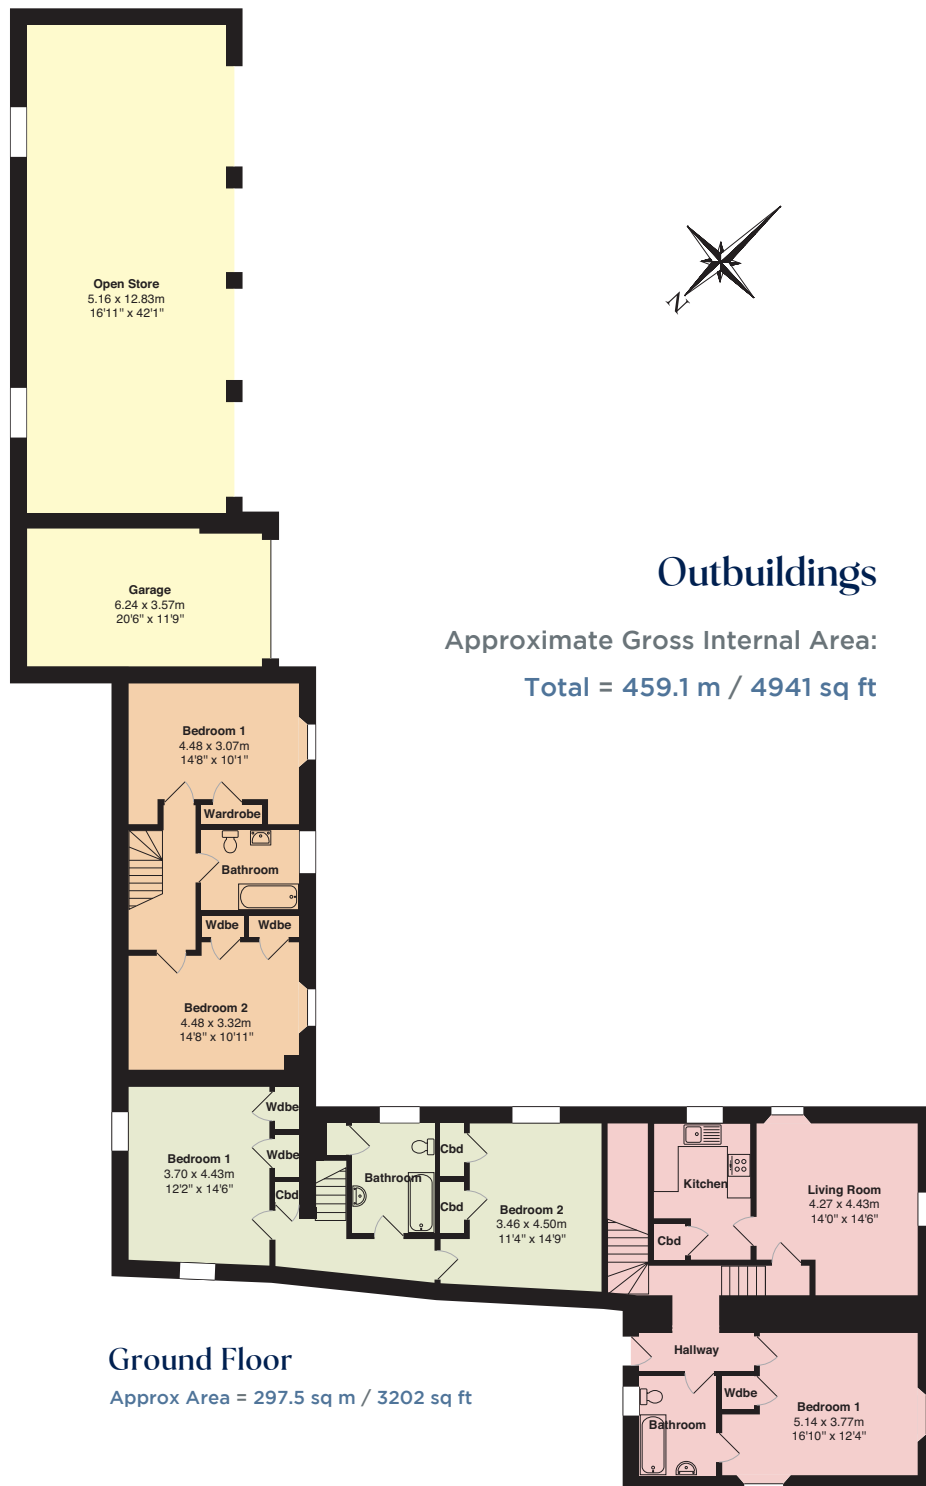 Open Store
5.16 x 12.83m
16'11" x 42'1"
N
Outbuildings
Approximate Gross Internal Area:
Total = 459.1 m / 4941 sq ft
Garage
6.24 x 3.57m
20'6" x 11'9"
Bedroom 1
4.48 x 3.07m
14'8" x 10'1"
Wardrobe
Bathroom
Wdbe
Wdbe
Bedroom 2
4.48 x 3.32m
14'8" x 10'11"
Wdbe
Wdbe
Cbd
Bedroom 1
3.70 x 4.43m
12'2" x 14'6"
Bathroom
Cbd
Cbd
Bedroom 2
3.46 x 4.50m
11'4" x 14'9"
Kitchen
Cbd
Living Room
4.27 x 4.43m
14'0" x 14'6"
Hallway
Wdbe
Bathroom
Bedroom 1
5.14 x 3.77m
16'10" x 12'4"
Ground Floor
Approx Area = 297.5 sq m / 3202 sq ft